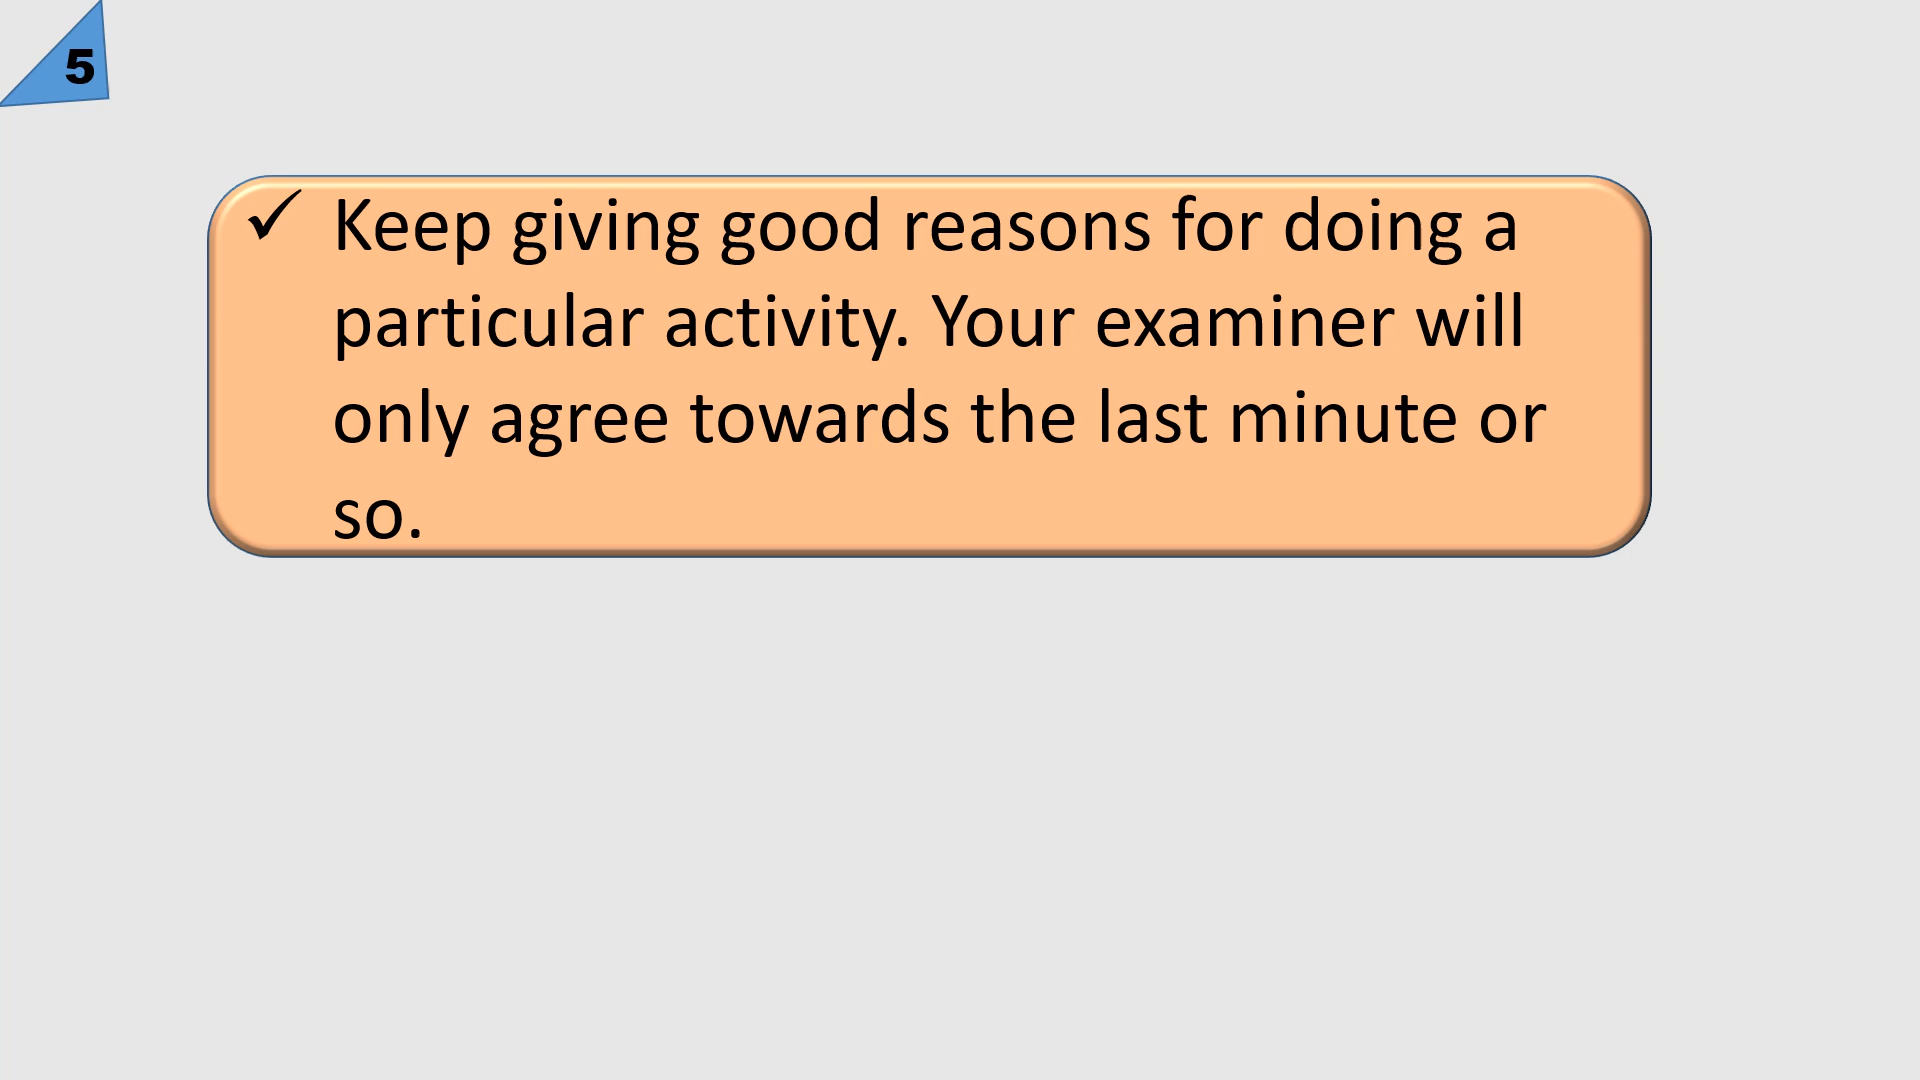 5
✓ Keep giving good reasons for doing a
particular activity. Your examiner will
only agree towards the last minute or
so.